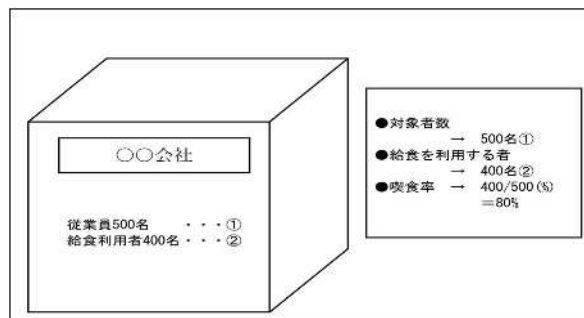 〇〇会社
従業員500名　・・・①
給食利用者400名・・・②
●対象者数
→　500名①
●給食を利用する者
→　400名②
●喫食率　→　400/500(%)
=80%